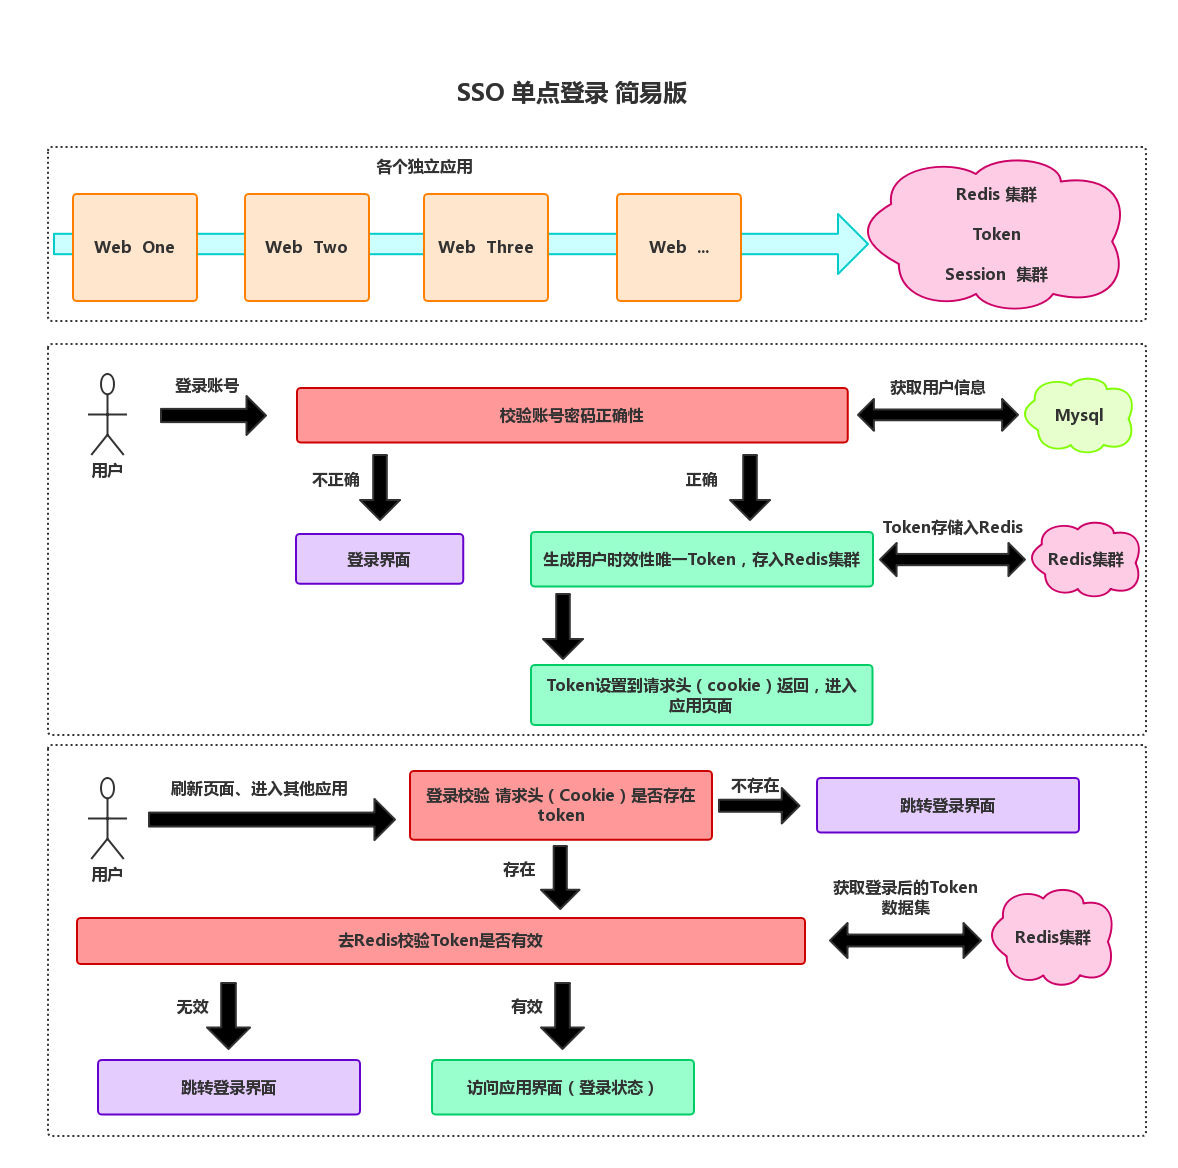 SSO 单点登录 简易版
各个独立应用
Web One
Web Two
Web Three
Web ...
Redis 集群
Token
Session 集群
登录账号
用户
校验账号密码正确性
获取用户信息
Mysql
不正确
正确
登录界面
生成用户时效性唯一Token，存入Redis集群
Token存储入Redis
Redis集群
Token设置到请求头（cookie）返回，进入
应用页面
刷新页面、进入其他应用
用户
登录校验 请求头（Cookie）是否存在
token
不存在
跳转登录界面
存在
获取登录后的Token
数据集
去Redis校验Token是否有效
Redis集群
无效
有效
跳转登录界面
访问应用界面（登录状态）